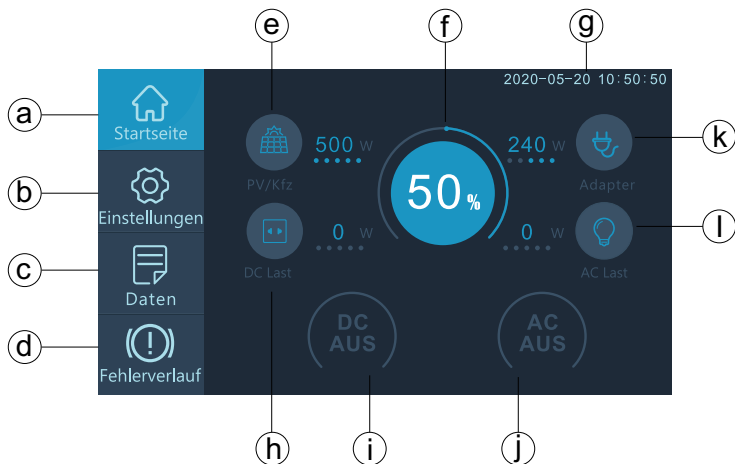 e
f
g
a
b
c
d
Startseite
Einstellungen
Daten
Fehlerverlauf
2020-05-20 10:50:50
500 W
PV/Kfz
50%
240 W
Adapter
0 W
DC Last
0 W
AC Last
DC
AUS
AC
AUS
k
l
h
i
j